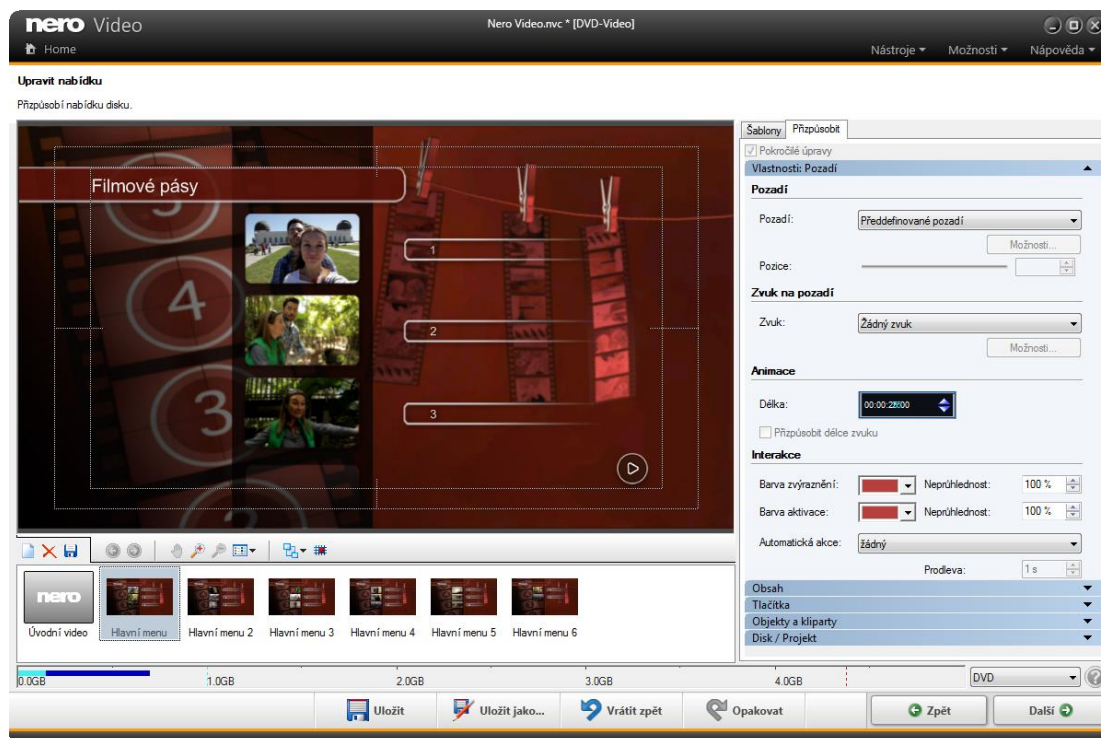 nero Video
Nero Video.nvc * [DVD-Video]
Home
Nástroje
Možnosti
Nápověda
Upravit nabídku
Přizpůsobí nabídku disku.
Filmové pásy
3
4
3
2
1
2
3
Šablony
Přizpůsobit
Pokročilé úpravy
Vlastnosti: Pozadí
Pozadí
Pozadí:
Předdefinované pozadí
Možnosti...
Pozice:
Zvuk na pozadí
Zvuk:
Žádný zvuk
Možnosti...
Animace
Délka:
Přizpůsobit délce zvuku
Interakce
Barva zvýraznění:
Neprůhlednost:
100 %
Barva aktivace:
Neprůhlednost:
100 %
Automatická akce:
žádný
Prodleva:
1 s
Obsah
Tlačítka
Objekty a kliparty
Disk / Projekt
nero
Úvodní video
Hlavní menu
Hlavní menu 2
Hlavní menu 3
Hlavní menu 4
Hlavní menu 5
Hlavní menu 6
0.0GB
1.0GB
2.0GB
3.0GB
4.0GB
DVD
Uložit
Uložit jako...
Vrátit zpět
Opakovat
Zpět
Další